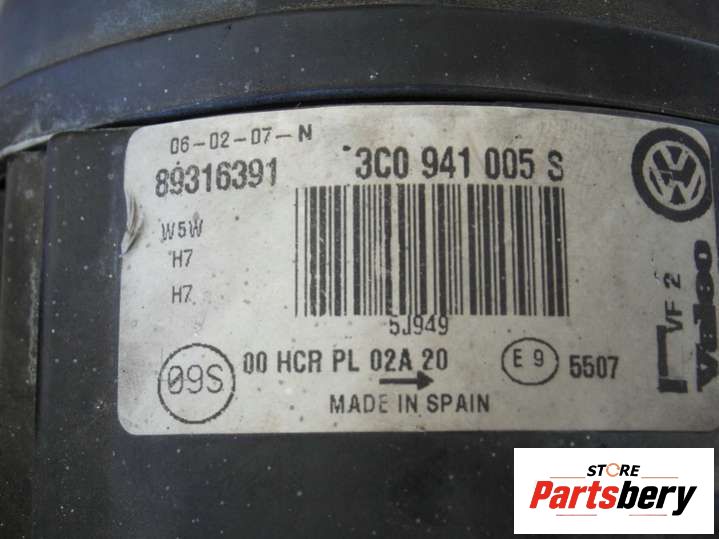 06-02-07-N
89316391
3C0 941 005 S
W5W
H7
H7
5J949
09S
00 HCR PL 02A 20
E 9
5507
MADE IN SPAIN
VF 2
Valeo
L
STORE
Partsbery